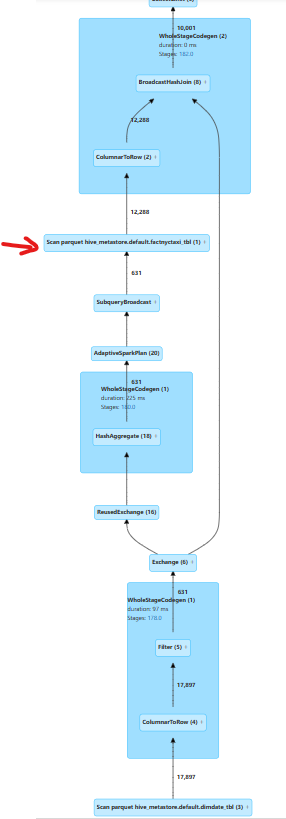 10,001
WholeStageCodegen (2)
duration: 0 ms
Stages: 182.0
BroadcastHashJoin (8)
12,288
ColumnarToRow (2)
12,288
Scan parquet hive_metastore.default.factnyctaxi_tbl (1)
631
SubqueryBroadcast
AdaptiveSparkPlan (20)
631
WholeStageCodegen (1)
duration: 225 ms
Stages: 180.0
HashAggregate (18)
ReusedExchange (16)
Exchange (6)
631
WholeStageCodegen (1)
duration: 97 ms
Stages: 178.0
Filter (5)
17,897
ColumnarToRow (4)
17,897
Scan parquet hive_metastore.default.dimdate_tbl (3)